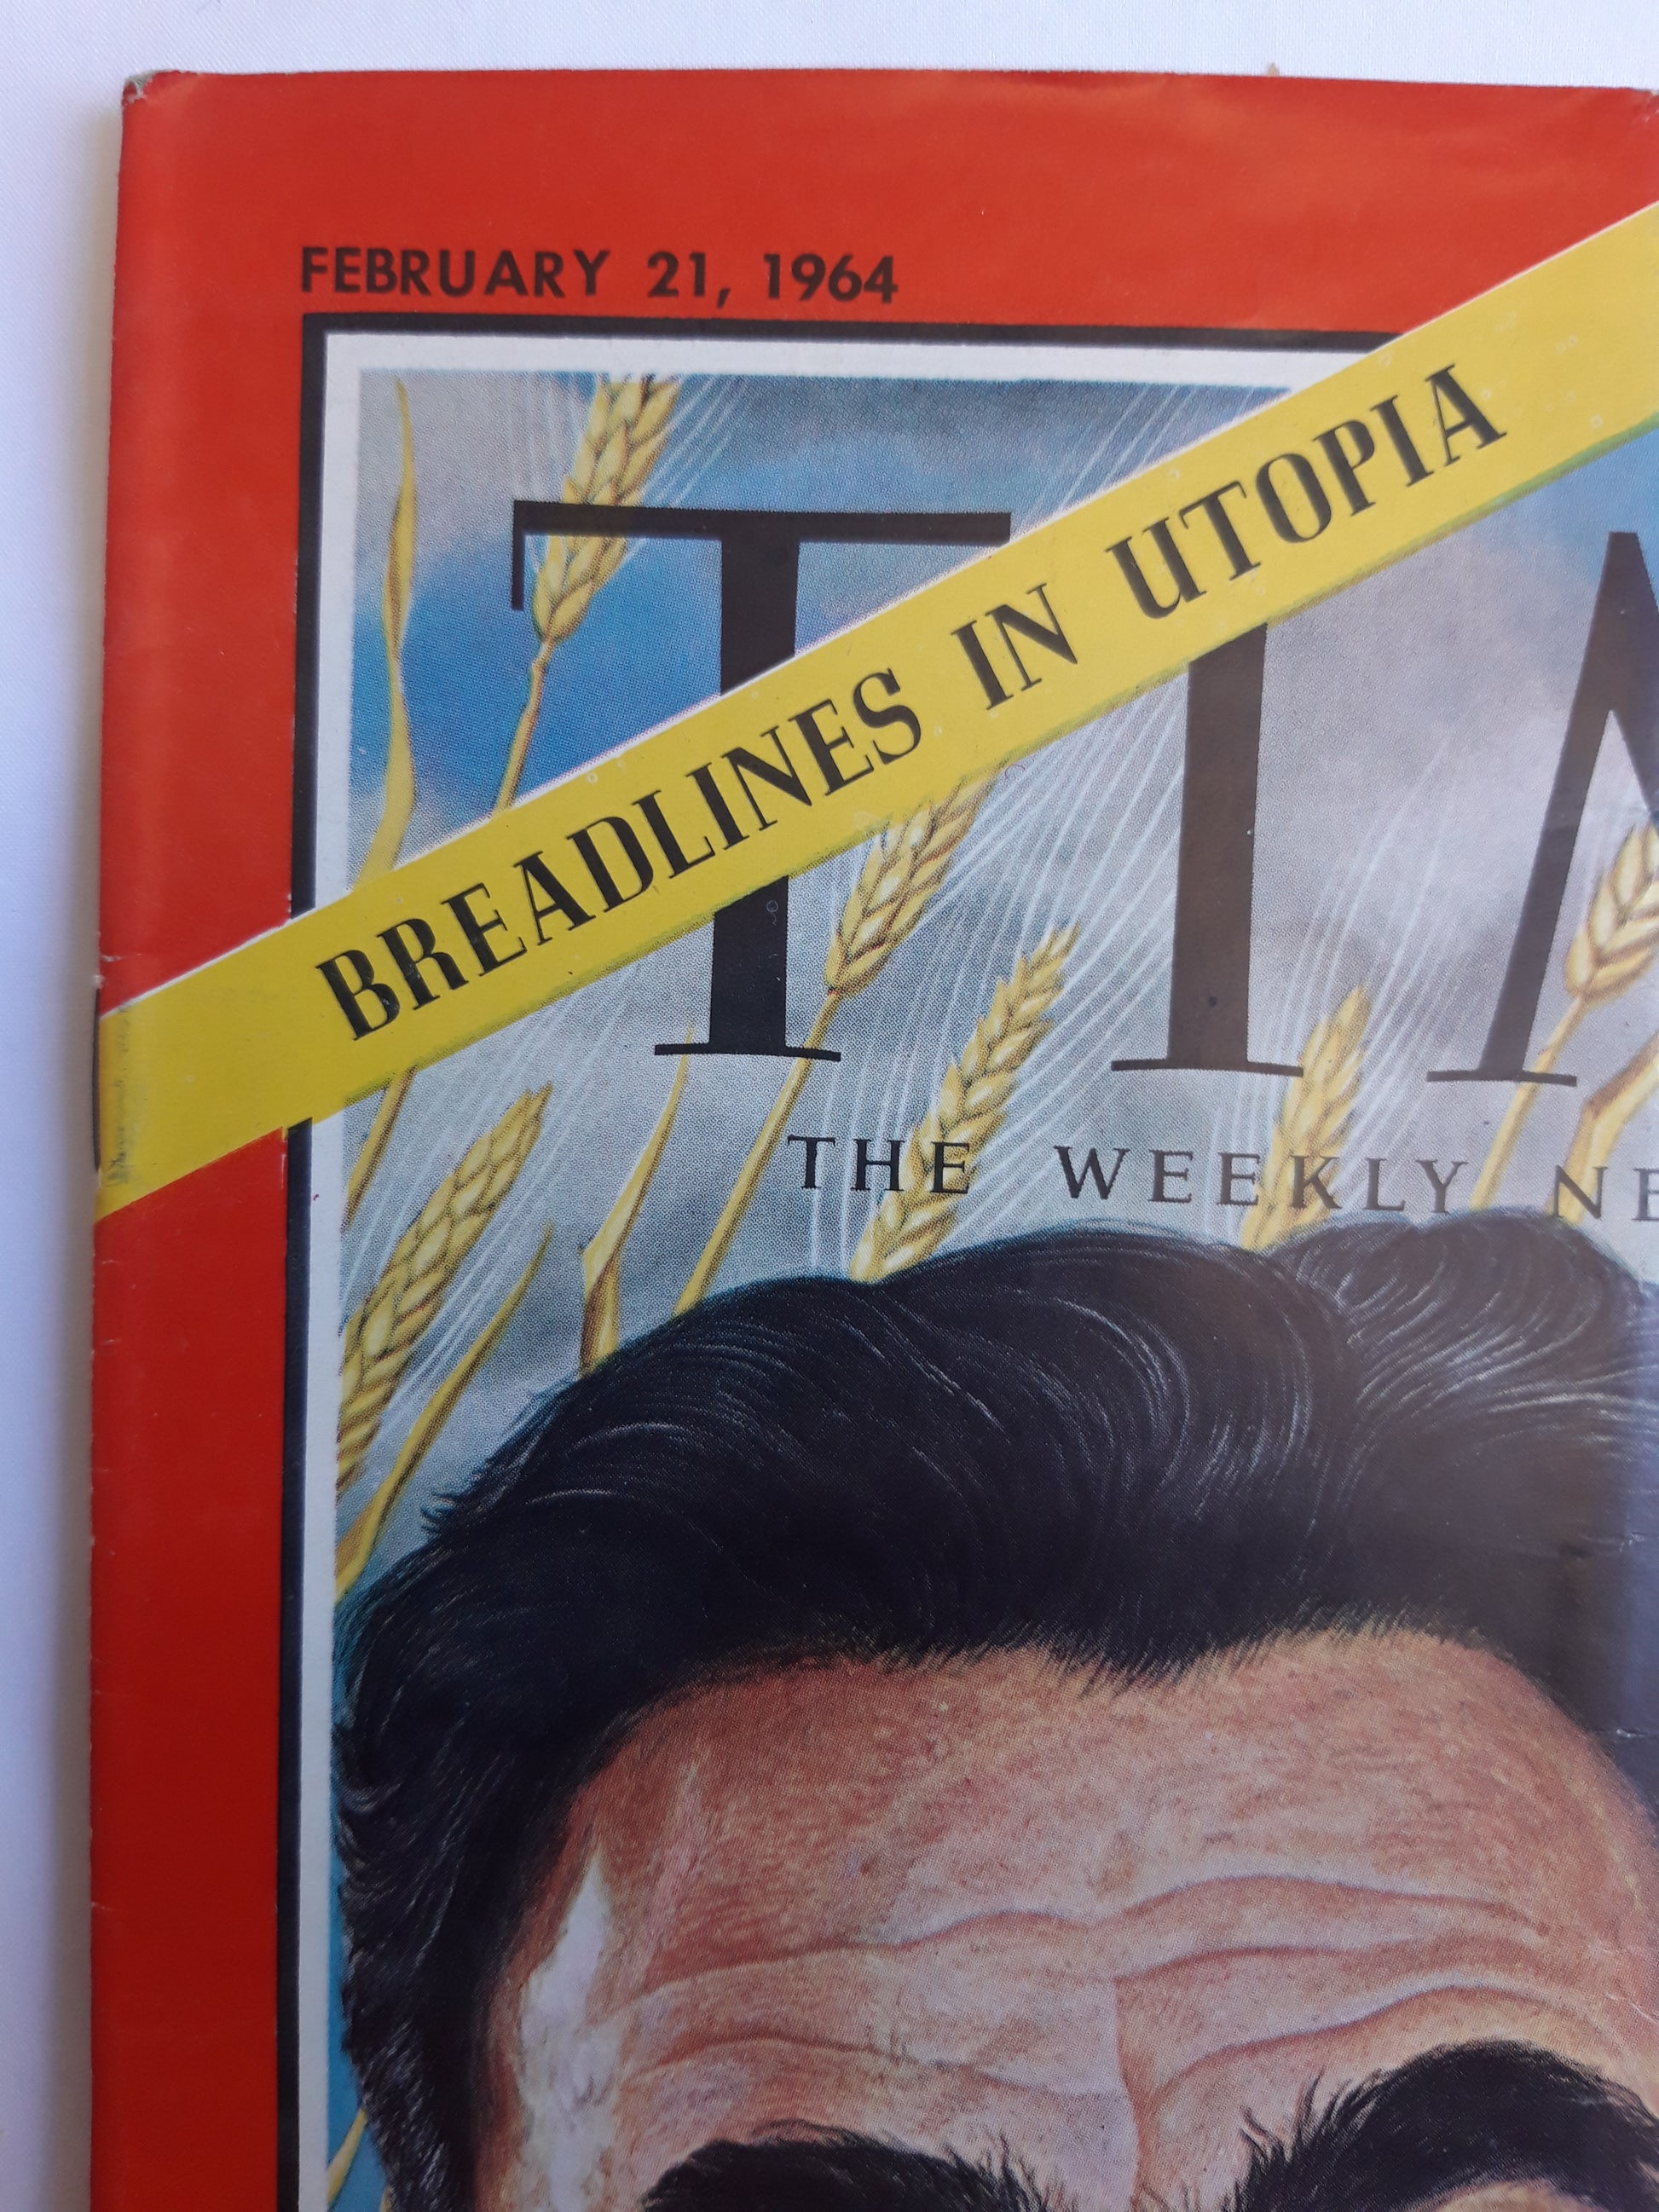 FEBRUARY 21, 1964
BREADLINES IN UTOPIA
TI
THE WEEKLY NE